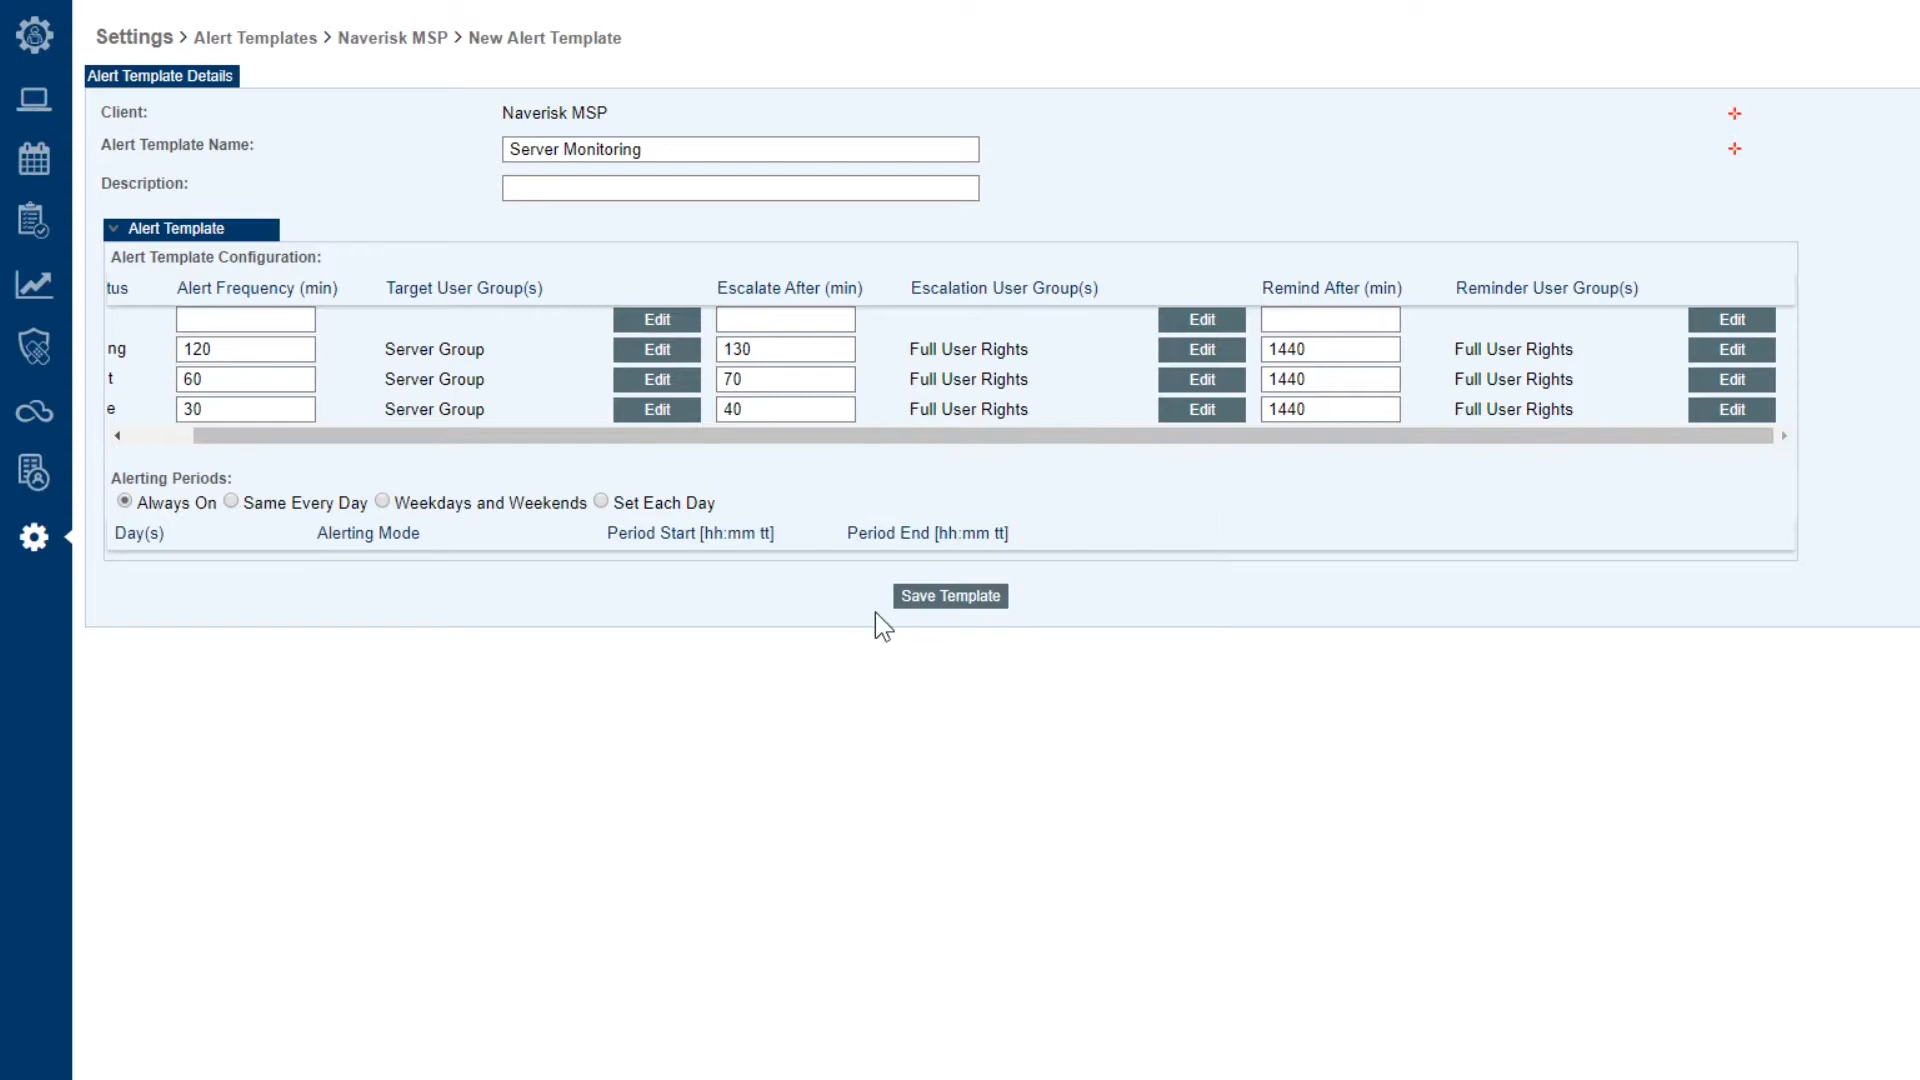 Settings > Alert Templates > Naverisk MSP > New Alert Template
Alert Template Details
Client: Naverisk MSP
Alert Template Name: Server Monitoring
Description:
Alert Template
Alert Template Configuration:
tus Alert Frequency (min) Target User Group(s) Escalate After (min) Escalation User Group(s) Remind After (min) Reminder User Group(s)
Edit Edit Edit
ng 120 Server Group Edit 130 Full User Rights Edit 1440 Full User Rights Edit
t 60 Server Group Edit 70 Full User Rights Edit 1440 Full User Rights Edit
e 30 Server Group Edit 40 Full User Rights Edit 1440 Full User Rights Edit
Alerting Periods:
Always On Same Every Day Weekdays and Weekends Set Each Day
Day(s) Alerting Mode Period Start [hh:mm tt] Period End [hh:mm tt]
Save Template